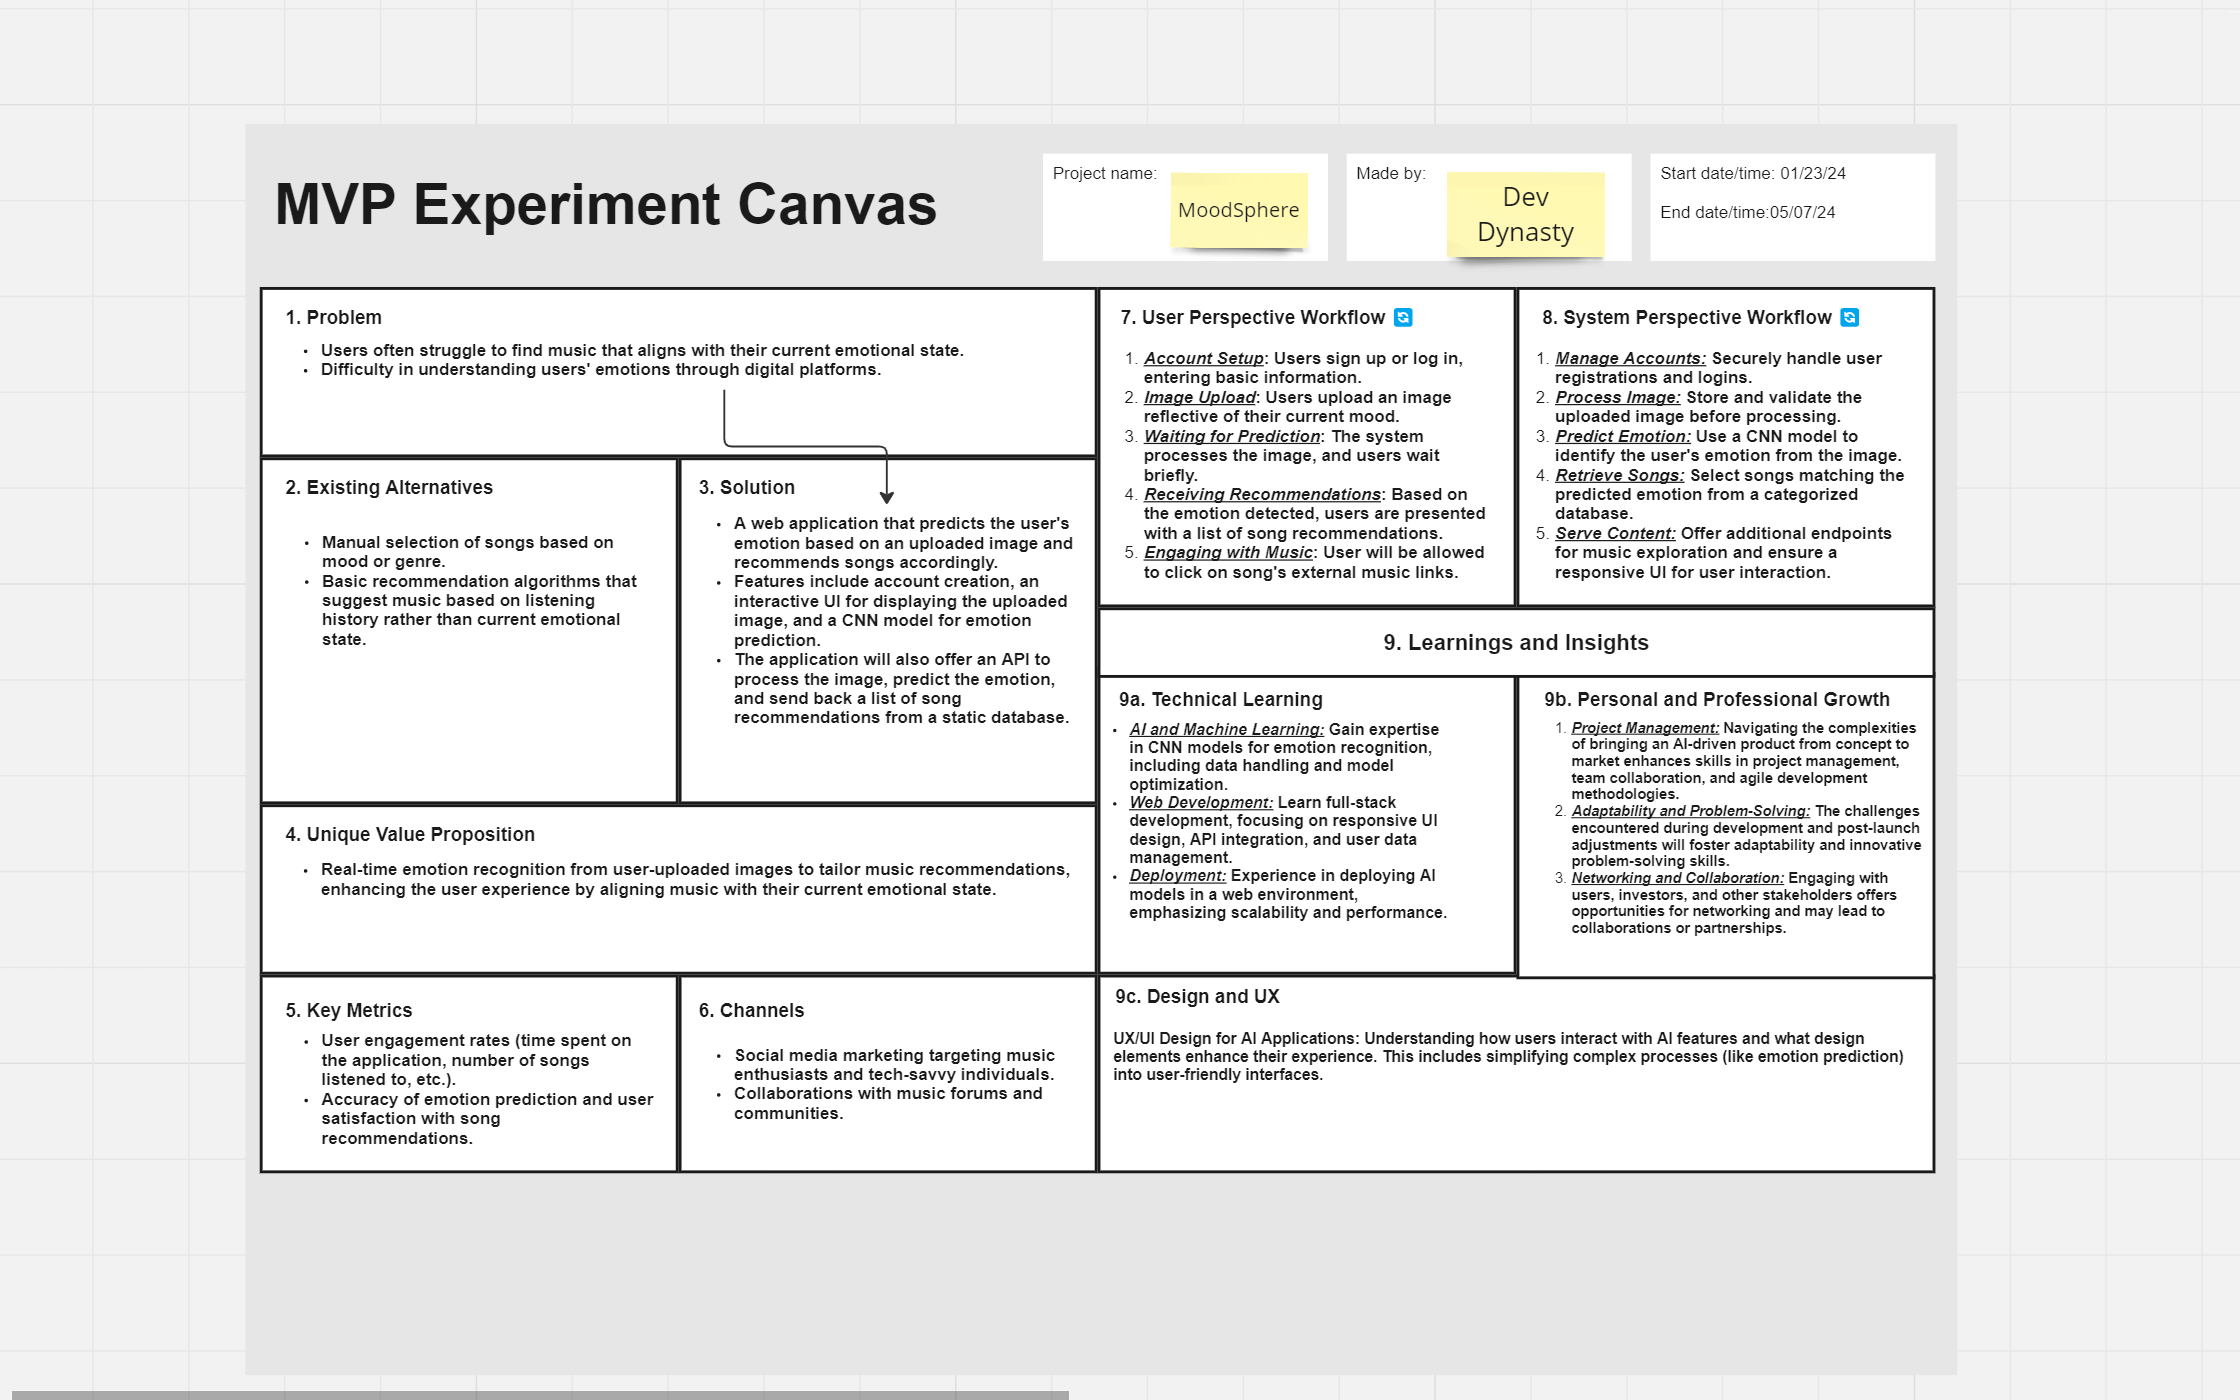 MVP Experiment Canvas
Project name:
MoodSphere
Made by:
Dev
Dynasty
Start date/time: 01/23/24
End date/time:05/07/24
1. Problem
• Users often struggle to find music that aligns with their current emotional state.
• Difficulty in understanding users' emotions through digital platforms.
2. Existing Alternatives
• Manual selection of songs based on
mood or genre.
• Basic recommendation algorithms that
suggest music based on listening
history rather than current emotional
state.
3. Solution
• A web application that predicts the user's
emotion based on an uploaded image and
recommends songs accordingly.
• Features include account creation, an
interactive UI for displaying the uploaded
image, and a CNN model for emotion
prediction.
• The application will also offer an API to
process the image, predict the emotion,
and send back a list of song
recommendations from a static database.
4. Unique Value Proposition
• Real-time emotion recognition from user-uploaded images to tailor music recommendations,
enhancing the user experience by aligning music with their current emotional state.
5. Key Metrics
• User engagement rates (time spent on
the application, number of songs
listened to, etc.).
• Accuracy of emotion prediction and user
satisfaction with song
recommendations.
6. Channels
• Social media marketing targeting music
enthusiasts and tech-savvy individuals.
• Collaborations with music forums and
communities.
7. User Perspective Workflow
1. Account Setup: Users sign up or log in,
entering basic information.
2. Image Upload: Users upload an image
reflective of their current mood.
3. Waiting for Prediction: The system
processes the image, and users wait
briefly.
4. Receiving Recommendations: Based on
the emotion detected, users are presented
with a list of song recommendations.
5. Engaging with Music: User will be allowed
to click on song's external music links.
8. System Perspective Workflow
1. Manage Accounts: Securely handle user
registrations and logins.
2. Process Image: Store and validate the
uploaded image before processing.
3. Predict Emotion: Use a CNN model to
identify the user's emotion from the image.
4. Retrieve Songs: Select songs matching the
predicted emotion from a categorized
database.
5. Serve Content: Offer additional endpoints
for music exploration and ensure a
responsive UI for user interaction.
9. Learnings and Insights
9a. Technical Learning
• AI and Machine Learning: Gain expertise
in CNN models for emotion recognition,
including data handling and model
optimization.
• Web Development: Learn full-stack
development, focusing on responsive UI
design, API integration, and user data
management.
• Deployment: Experience in deploying AI
models in a web environment,
emphasizing scalability and performance.
9b. Personal and Professional Growth
1. Project Management: Navigating the complexities
of bringing an AI-driven product from concept to
market enhances skills in project management,
team collaboration, and agile development
methodologies.
2. Adaptability and Problem-Solving: The challenges
encountered during development and post-launch
adjustments will foster adaptability and innovative
problem-solving skills.
3. Networking and Collaboration: Engaging with
users, investors, and other stakeholders offers
opportunities for networking and may lead to
collaborations or partnerships.
9c. Design and UX
UX/UI Design for AI Applications: Understanding how users interact with AI features and what design
elements enhance their experience. This includes simplifying complex processes (like emotion prediction)
into user-friendly interfaces.